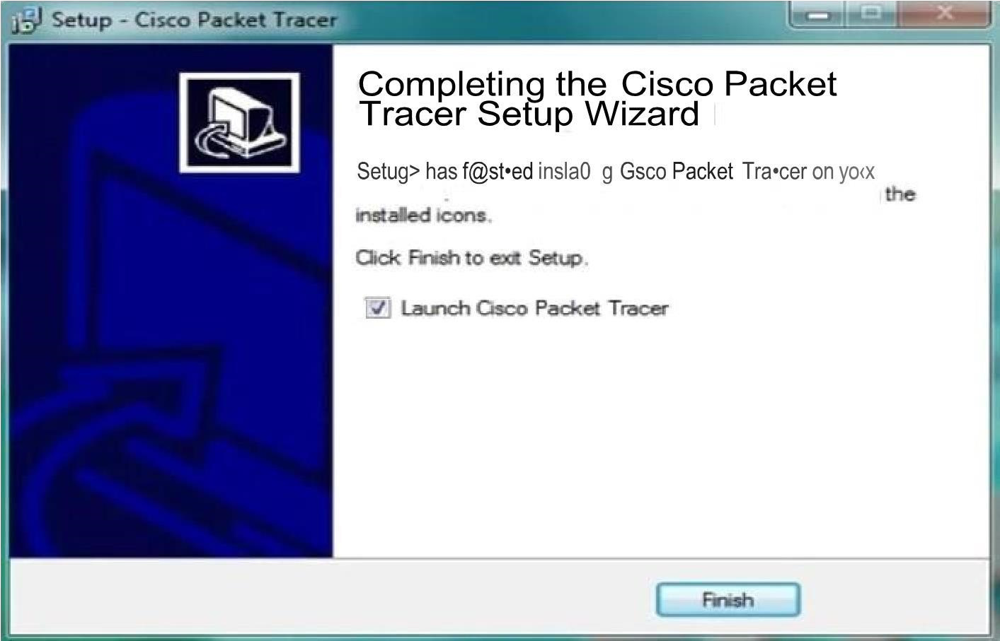 Setup - Cisco Packet Tracer
Completing the Cisco Packet
Tracer Setup Wizard
Setug> has f@st•ed insla0 g Gsco Packet Tra•cer on yo‹x
the
installed icons.
Click Finish to exit Setup.
Launch Cisco Packet Tracer
Finish